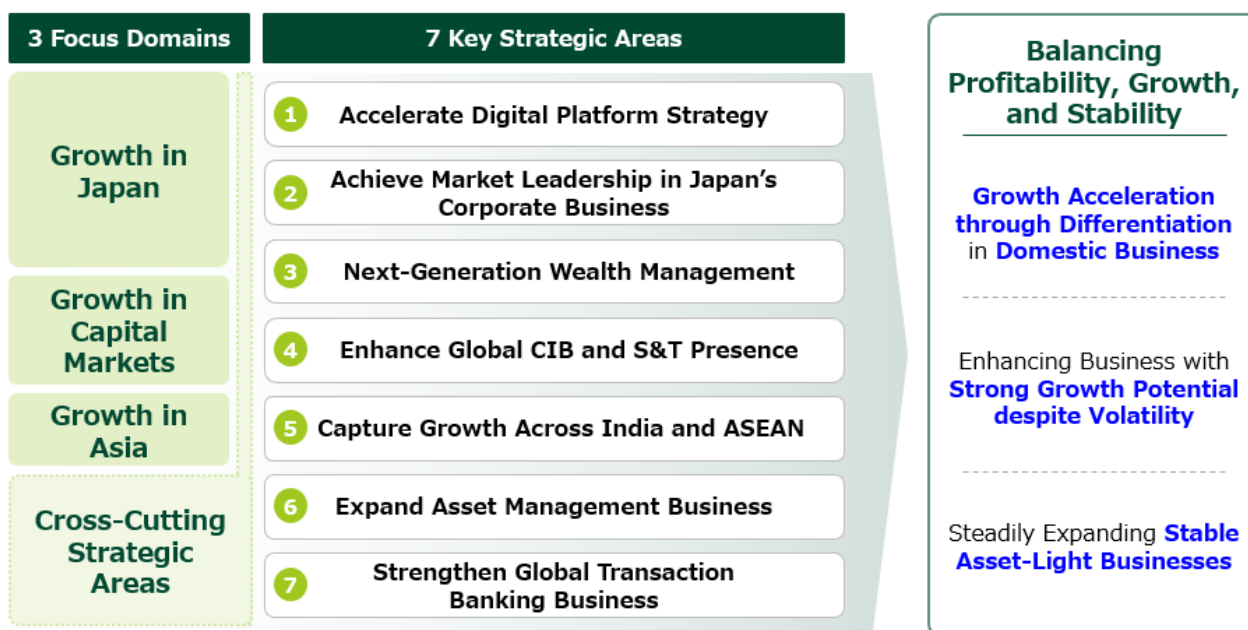 3 Focus Domains
7 Key Strategic Areas
Growth in
Japan
Growth in
Capital
Markets
Growth in
Asia
Cross-Cutting
Strategic
Areas
1 Accelerate Digital Platform Strategy
2 Achieve Market Leadership in Japan’s
Corporate Business
3 Next-Generation Wealth Management
4 Enhance Global CIB and S&T Presence
5 Capture Growth Across India and ASEAN
6 Expand Asset Management Business
7 Strengthen Global Transaction
Banking Business
Balancing
Profitability, Growth,
and Stability
Growth Acceleration
through Differentiation
in Domestic Business
Enhancing Business with
Strong Growth Potential
despite Volatility
Steadily Expanding Stable
Asset-Light Businesses